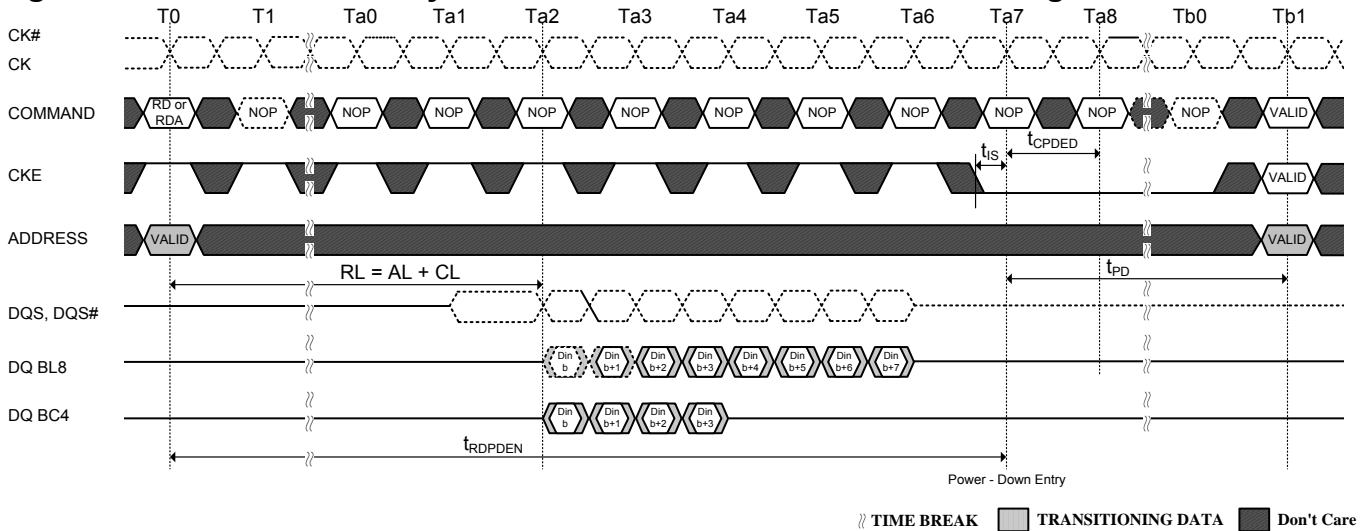 T0 T1 Ta0 Ta1 Ta2 Ta3 Ta4 Ta5 Ta6 Ta7 Ta8 Tb0 Tb1
CK#
CK
COMMAND RD or RDA NOP NOP NOP NOP NOP NOP NOP NOP NOP NOP NOP VALID
tIS tCPDED
CKE VALID
ADDRESS VALID VALID
RL = AL + CL tPD
DQS, DQS#
DQ BL8 Din b Din b+1 Din b+2 Din b+3 Din b+4 Din b+5 Din b+6 Din b+7
DQ BC4 Din b Din b+1 Din b+2 Din b+3
tRDPDEN
Power - Down Entry
TIME BREAK TRANSITIONING DATA Don't Care